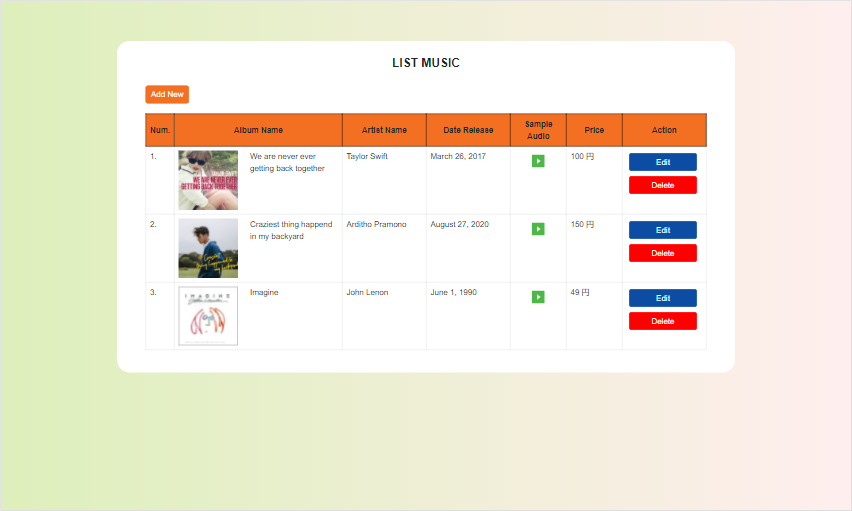 LIST MUSIC
Add New
Num. Album Name Artist Name Date Release Sample Audio Price Action
1. We are never ever getting back together Taylor Swift March 26, 2017 100 円 Edit
Delete
WE ARE NEVER EVER
GETTING BACK TOGETHER
2. Craziest thing happend in my backyard Arditho Pramono August 27, 2020 150 円 Edit
Delete
3. Imagine John Lenon June 1, 1990 49 円 Edit
Delete
IMAGINE